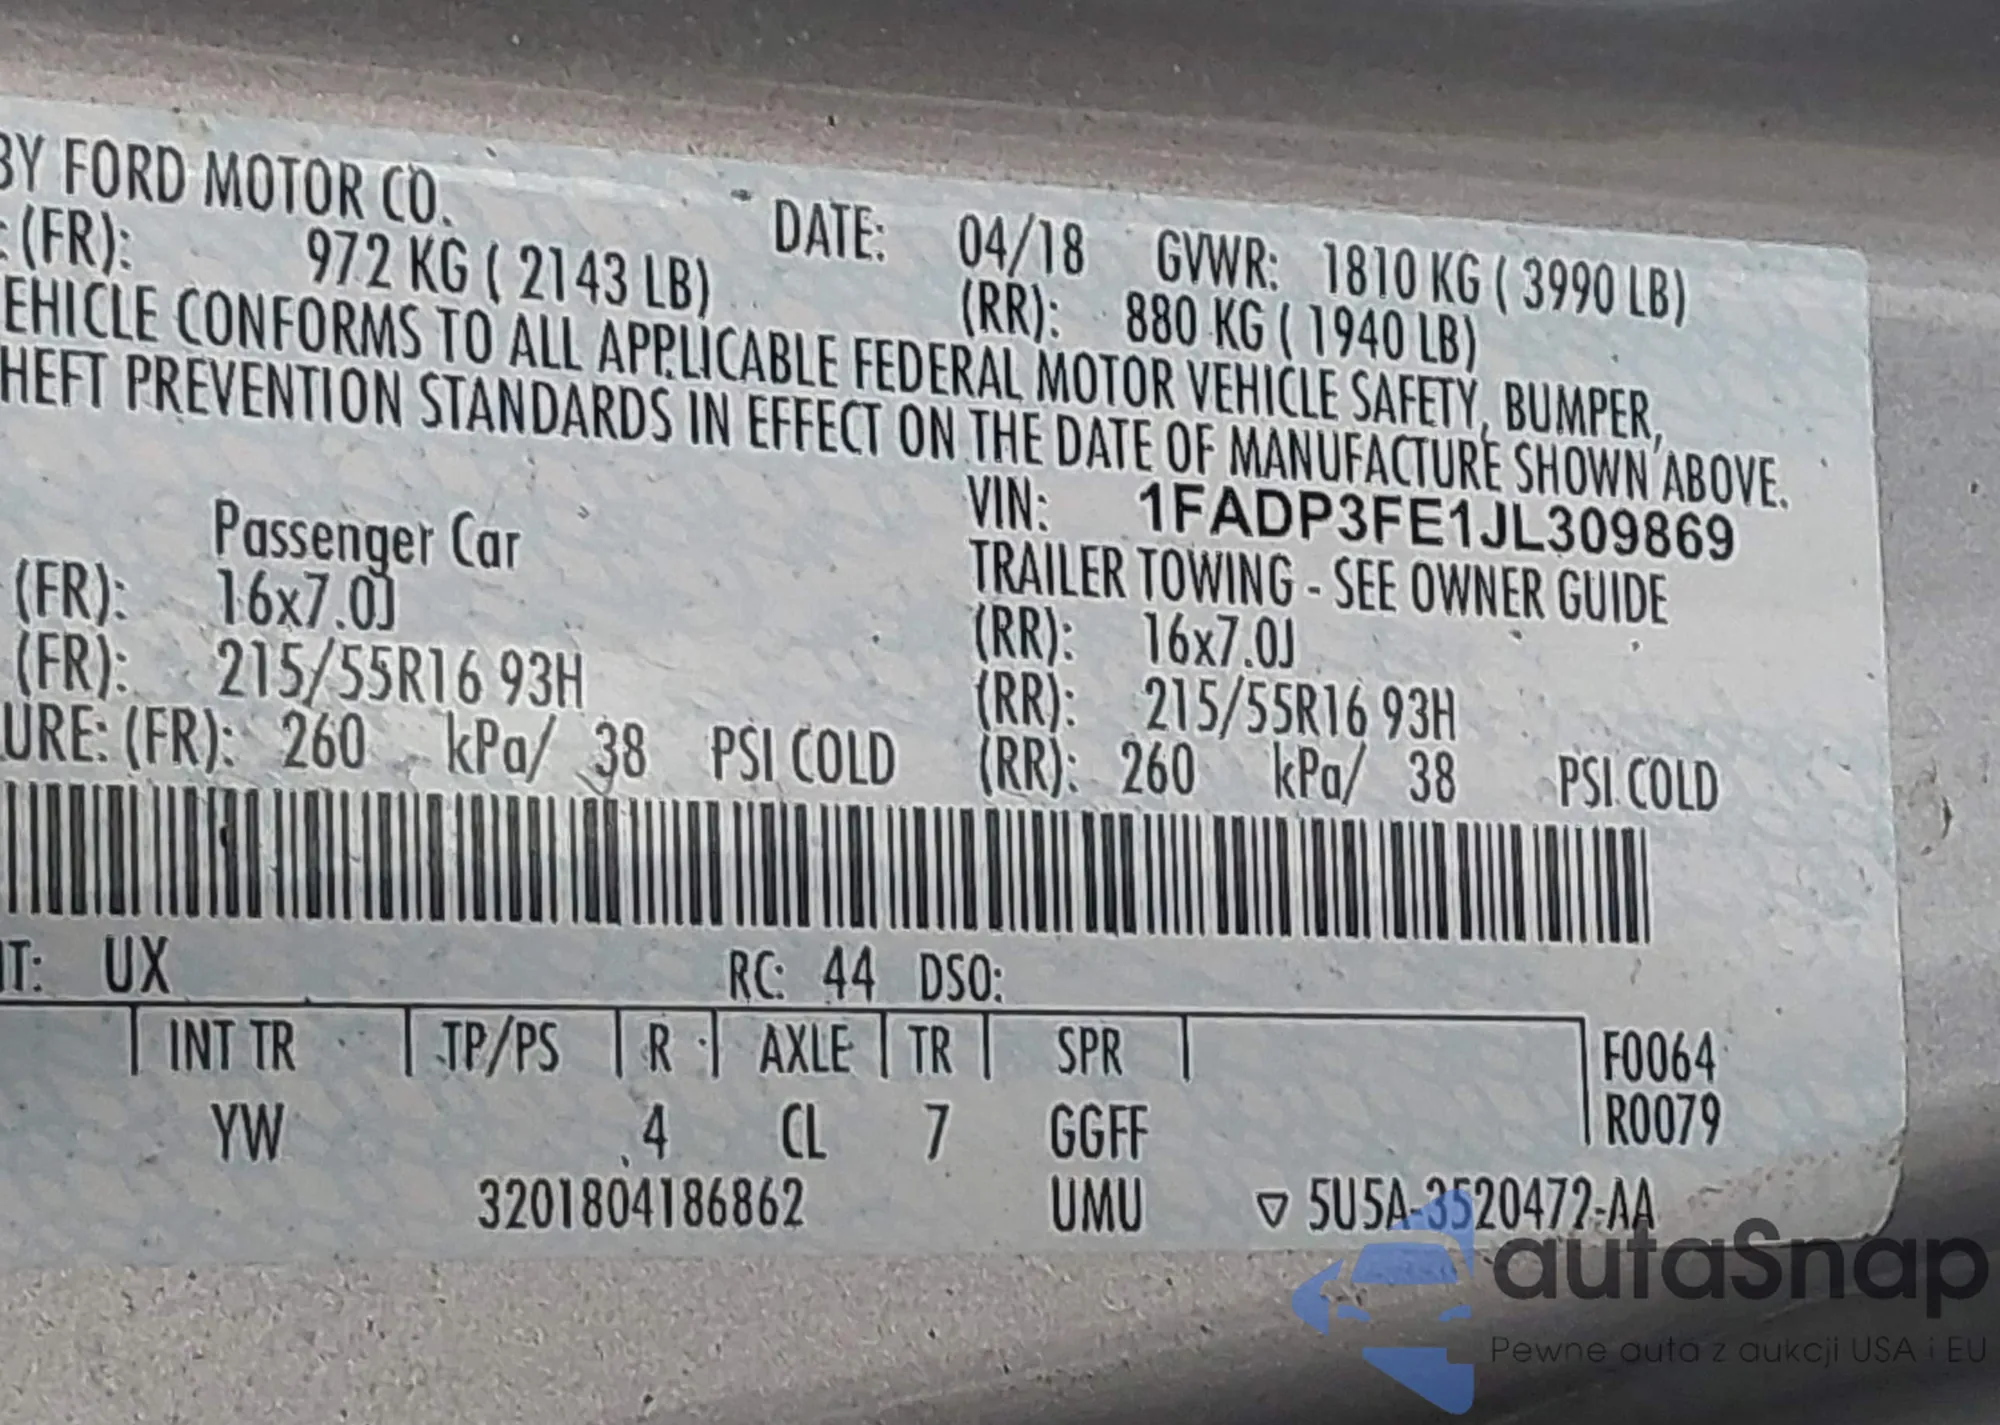 BY FORD MOTOR CO.
DATE: 04/18 GVWR: 1810 KG ( 3990 LB)
(FR): 972 KG ( 2143 LB) (RR): 880 KG ( 1940 LB)
EHICLE CONFORMS TO ALL APPLICABLE FEDERAL MOTOR VEHICLE SAFETY, BUMPER,
HEFT PREVENTION STANDARDS IN EFFECT ON THE DATE OF MANUFACTURE SHOWN ABOVE.
VIN: 1FADP3FE1JL309869
Passenger Car TRAILER TOWING - SEE OWNER GUIDE
(FR): 16x7.0J (RR): 16x7.0J
(FR): 215/55R16 93H (RR): 215/55R16 93H
URE: (FR): 260 kPa/ 38 PSI COLD (RR): 260 kPa/ 38 PSI COLD
NT: UX RC: 44 DSO:
INT TR TP/PS R AXLE TR SPR F0064
YW 4 CL 7 GGFF R0079
3201804186862 UMU ▽ 5U5A-3520472-AA
autaSnap
Pewne auta z aukcji USA i EU